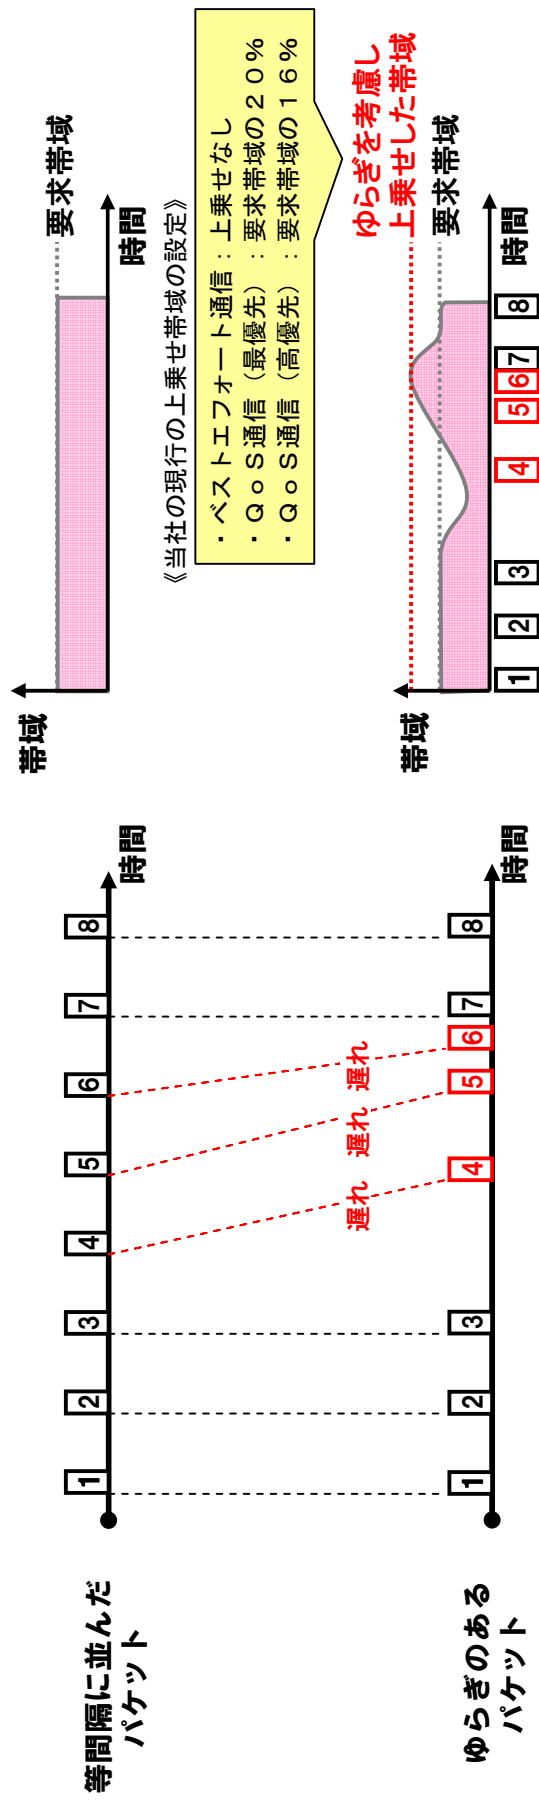 等間隔に並んだ
パケット
1 2 3 4 5 6 7 8
時間
遅れ 遅れ 遅れ
ゆらぎのある
パケット
1 2 3 4 5 6 7 8
時間
帯域
要求帯域
時間
《当社の現行の上乗せ帯域の設定》
・ベストエフォート通信：上乗せなし
・ＱｏＳ通信（最優先）：要求帯域の２０％
・ＱｏＳ通信（高優先）：要求帯域の１６％
ゆらぎを考慮し
上乗せした帯域
帯域
要求帯域
時間
1 2 3 4 5 6 7 8